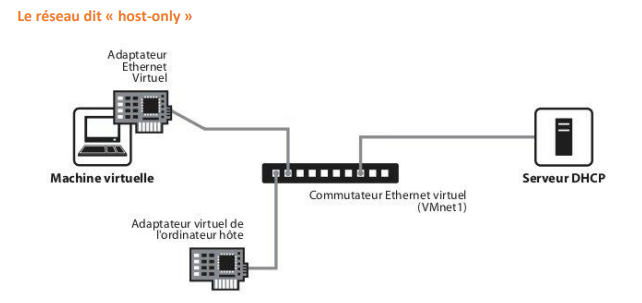 Le réseau dit « host-only »
Adaptateur
Ethernet
Virtuel
Machine virtuelle
Serveur DHCP
Commutateur Ethernet virtuel
(VMnet1)
Adaptateur virtuel de
l'ordinateur hôte